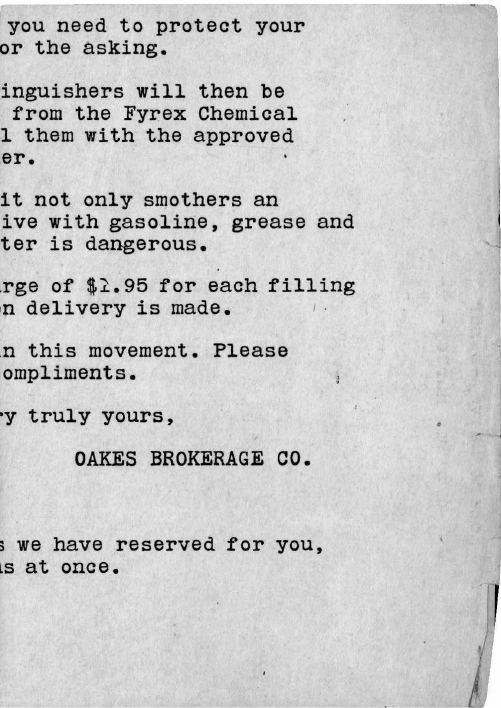 you need to protect your
or the asking.
inguishers will then be
from the Fyrex Chemical
l them with the approved
er.
it not only smothers an
ive with gasoline, grease and
ter is dangerous.
rge of $1.95 for each filling
n delivery is made.
n this movement. Please
ompliments.
ry truly yours,
OAKES BROKERAGE CO.
s we have reserved for you,
us at once.